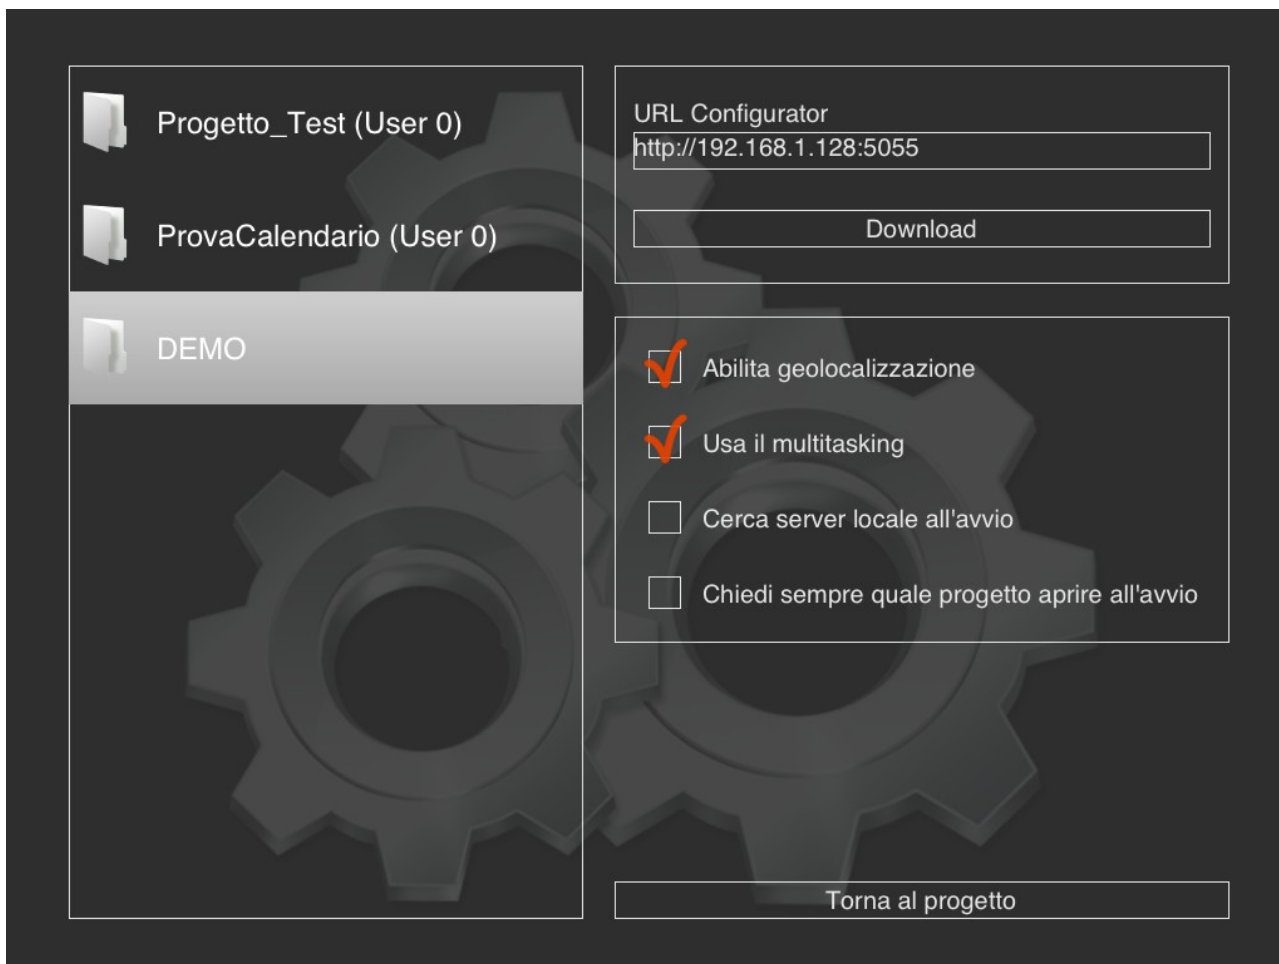 Progetto_Test (User 0)
ProvaCalendario (User 0)
DEMO
URL Configurator
http://192.168.1.128:5055
Download
Abilita geolocalizzazione
Usa il multitasking
Cerca server locale all'avvio
Chiedi sempre quale progetto aprire all'avvio
Torna al progetto